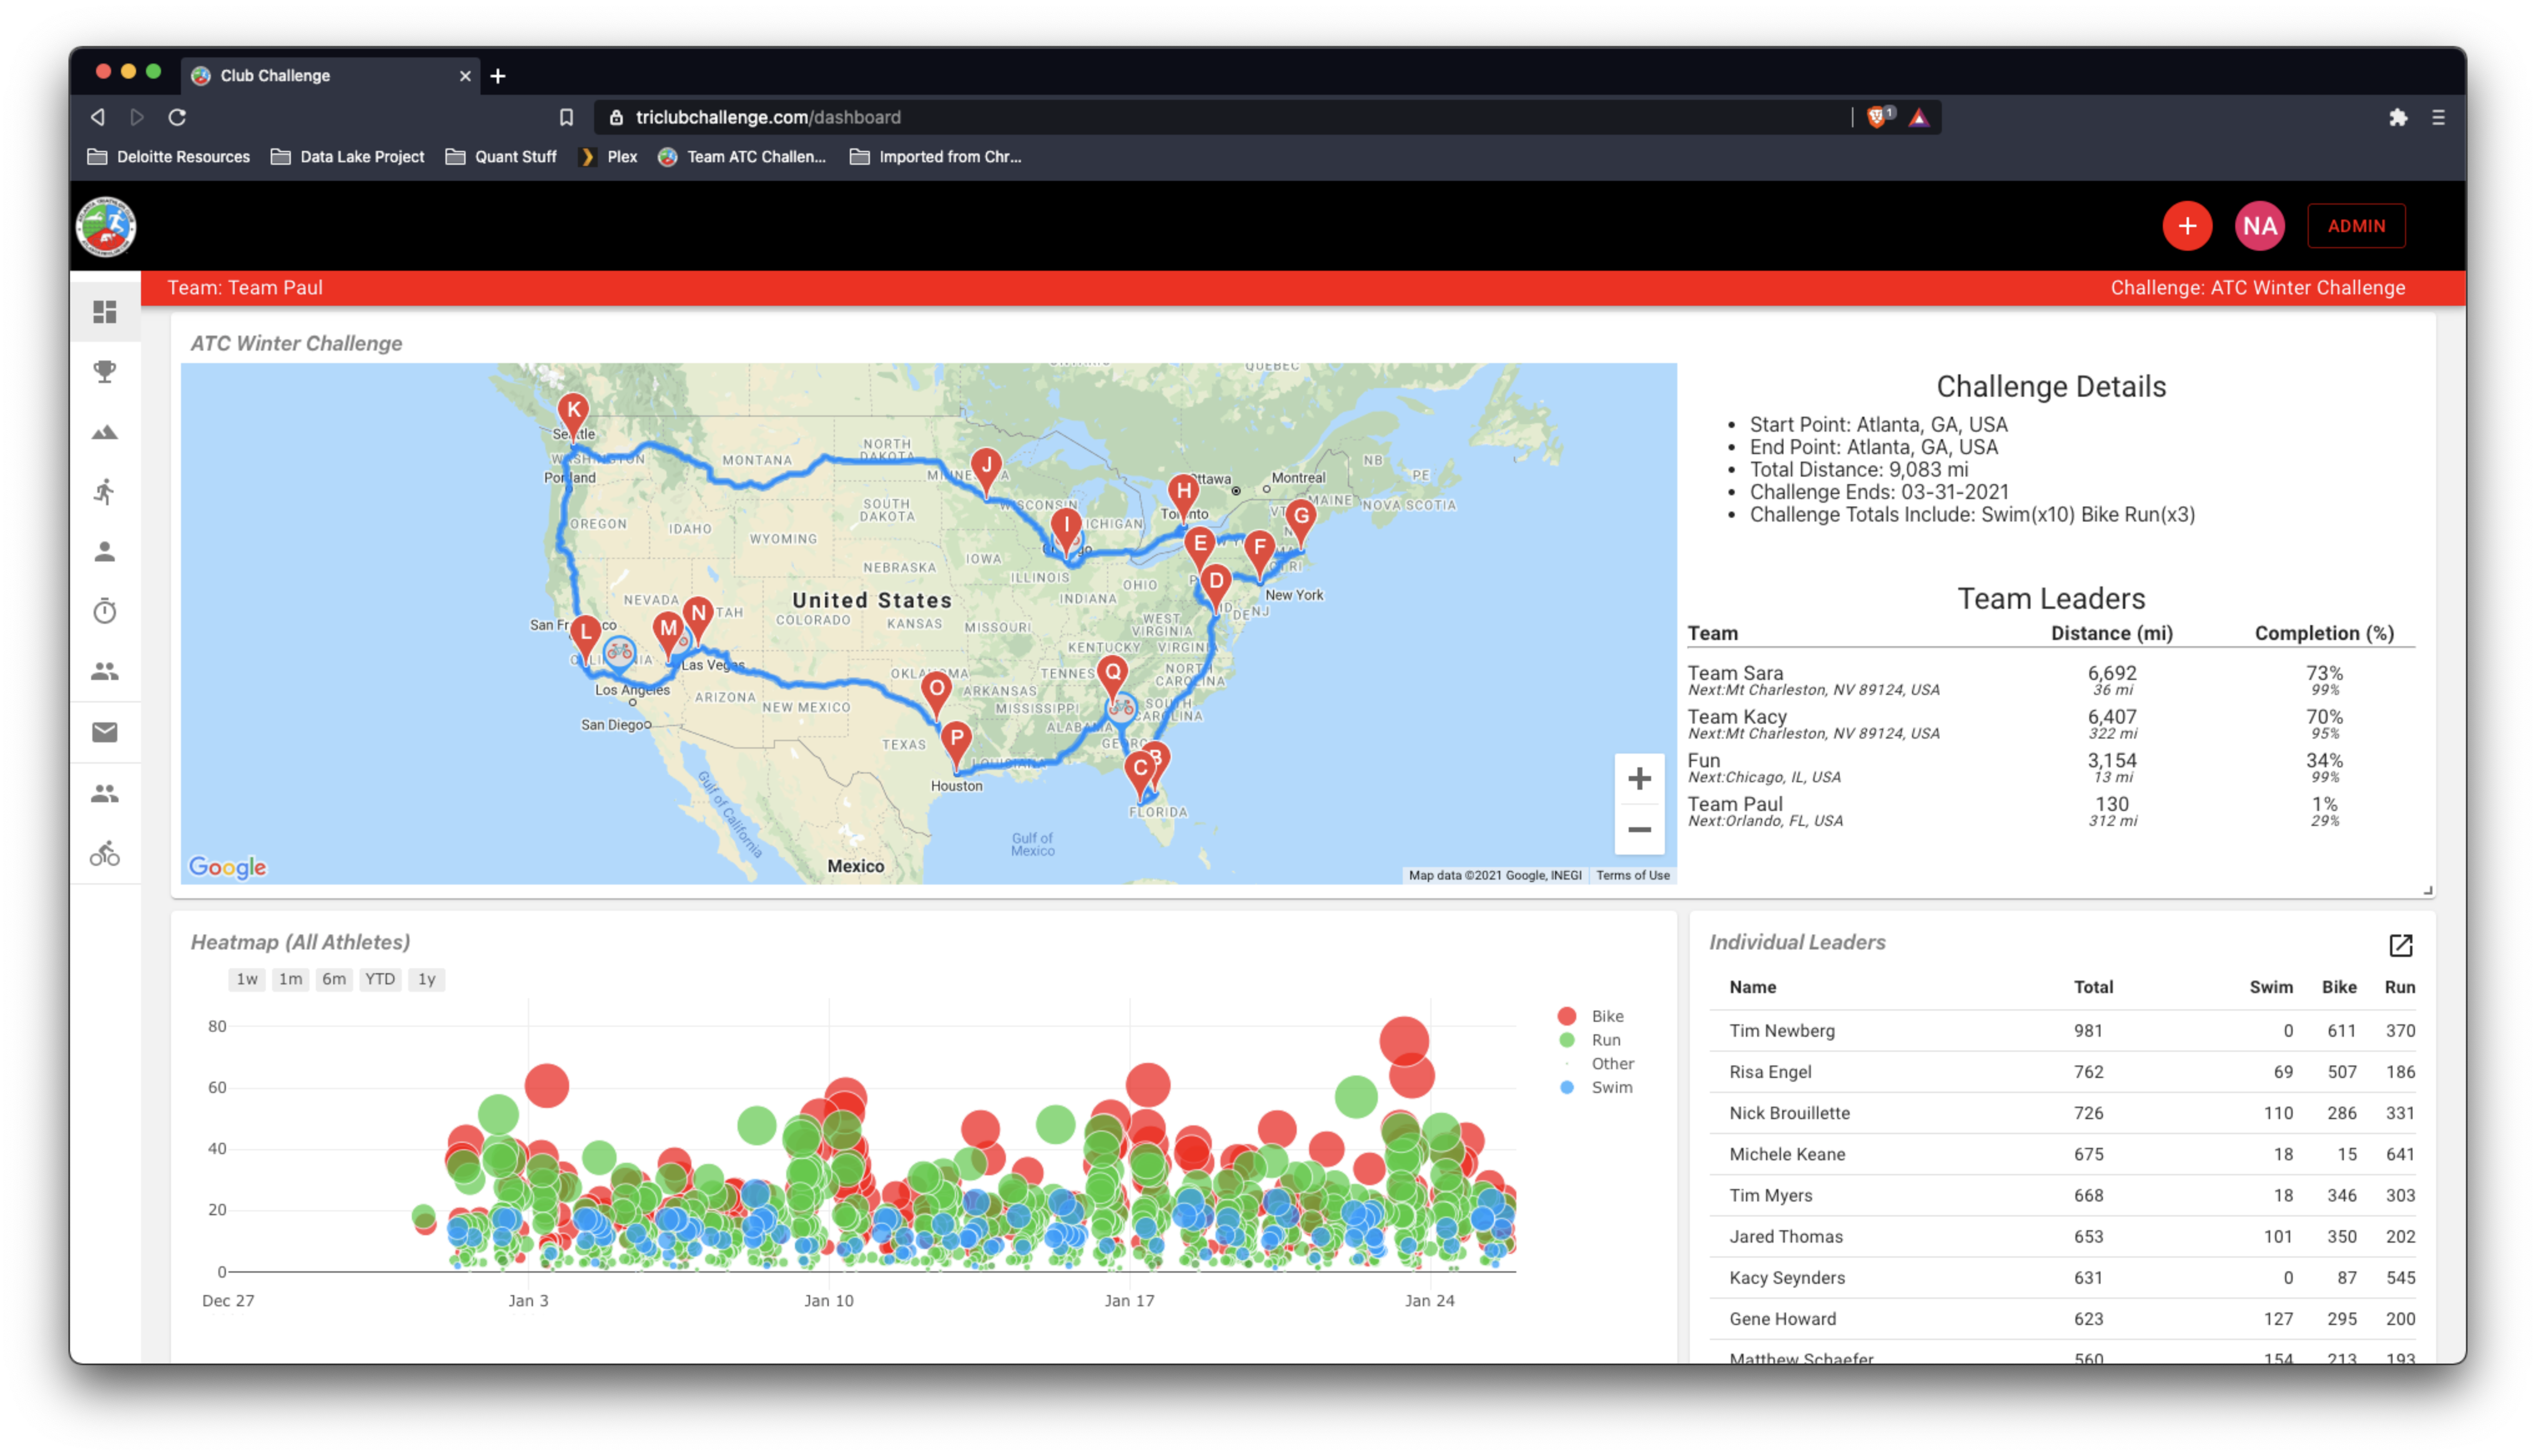 Club Challenge
triclubchallenge.com/dashboard
1
Deloitte Resources
Data Lake Project
Quant Stuff
Plex
Team ATC Challen...
Imported from Chr...
NA
ADMIN
Team: Team Paul
Challenge: ATC Winter Challenge
ATC Winter Challenge
QUEBEC
K
Seattle
WASHINGTON
Portland
MONTANA
NORTH
DAKOTA
J
H
Ottawa
Montreal
NB
PE
MAINE
NOVA SCOTIA
Toronto
G
I
E
F
D
OREGON
IDAHO
WYOMING
SOUTH
DAKOTA
WISCONSIN
NEBRASKA
IOWA
ILLINOIS
INDIANA
OHIO
New York
NEVADA
N
M
L
United States
COLORADO
KANSAS
MISSOURI
WEST
VIRGINIA
KENTUCKY
Las Vegas
Los Angeles
San Diego
ARIZONA
NEW MEXICO
ARKANSAS
MISSISSIPPI
NORTH
CAROLINA
SOUTH
CAROLINA
O
Q
P
TEXAS
Houston
C
B
FLORIDA
Gulf of California
Gulf of
Mexico
Mexico
Google
Map data ©2021 Google, INEGI
Terms of Use
Challenge Details
• Start Point: Atlanta, GA, USA
• End Point: Atlanta, GA, USA
• Total Distance: 9,083 mi
• Challenge Ends: 03-31-2021
• Challenge Totals Include: Swim(x10) Bike Run(x3)
Team Leaders
Team Distance (mi) Completion (%)
Team Sara 6,692 73%
Next:Mt Charleston, NV 89124, USA 36 mi 99%
Team Kacy 6,407 70%
Next:Mt Charleston, NV 89124, USA 322 mi 95%
Fun 3,154 34%
Next:Chicago, IL, USA 13 mi 99%
Team Paul 130 1%
Next:Orlando, FL, USA 312 mi 29%
Heatmap (All Athletes)
1w 1m 6m YTD 1y
80
60
40
20
0
Dec 27 Jan 3 Jan 10 Jan 17 Jan 24
Bike
Run
Other
Swim
Individual Leaders
Name Total Swim Bike Run
Tim Newberg 981 0 611 370
Risa Engel 762 69 507 186
Nick Brouillette 726 110 286 331
Michele Keane 675 18 15 641
Tim Myers 668 18 346 303
Jared Thomas 653 101 350 202
Kacy Seynders 631 0 87 545
Gene Howard 623 127 295 200
Matthew Schaefer 560 154 213 193